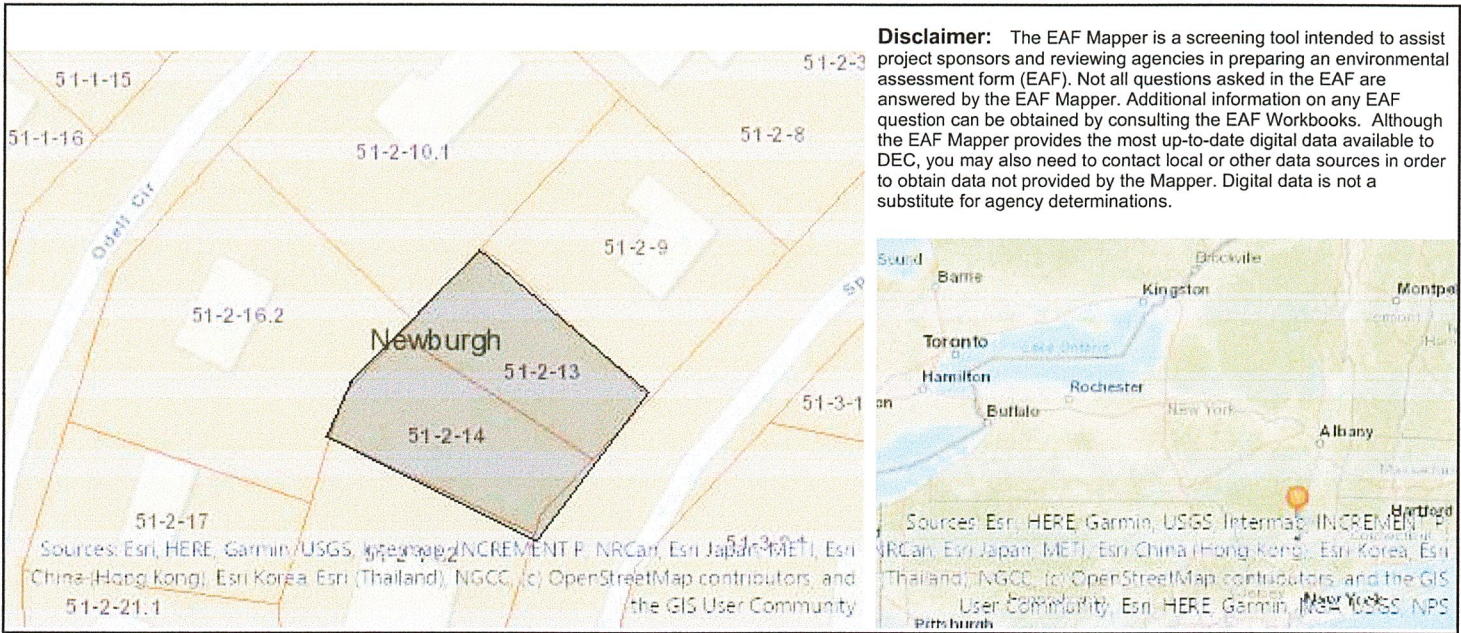 51-1-15
51-1-16
51-2-10.1
51-2-3
51-2-8
Odell Cir
51-2-9
51-2-16.2
Newburgh
51-2-13
51-2-14
51-3-1
51-2-17
Sources: Esri, HERE, Garmin, USGS, Intermap, INCREMENT P, NRCan, Esri Japan, METI, Esri
China (Hong Kong), Esri Korea, Esri (Thailand), NGCC, (c) OpenStreetMap contributors, and
the GIS User Community
51-2-21.1
Disclaimer: The EAF Mapper is a screening tool intended to assist
project sponsors and reviewing agencies in preparing an environmental
assessment form (EAF). Not all questions asked in the EAF are
answered by the EAF Mapper. Additional information on any EAF
question can be obtained by consulting the EAF Workbooks. Although
the EAF Mapper provides the most up-to-date digital data available to
DEC, you may also need to contact local or other data sources in order
to obtain data not provided by the Mapper. Digital data is not a
substitute for agency determinations.
Sound
Barrie
Brockville
Kingston
Montpe
Toronto
Lake Ontario
Hamilton
Rochester
Buffalo
New York
Albany
Hartford
Sources: Esri, HERE, Garmin, USGS, Intermap, INCREMENT P,
NRCan, Esri Japan, METI, Esri China (Hong Kong), Esri Korea, Esri
(Thailand), NGCC, (c) OpenStreetMap contributors, and the GIS
User Community, Esri, HERE, Garmin, USGS, NPS
New York
Pittsburgh